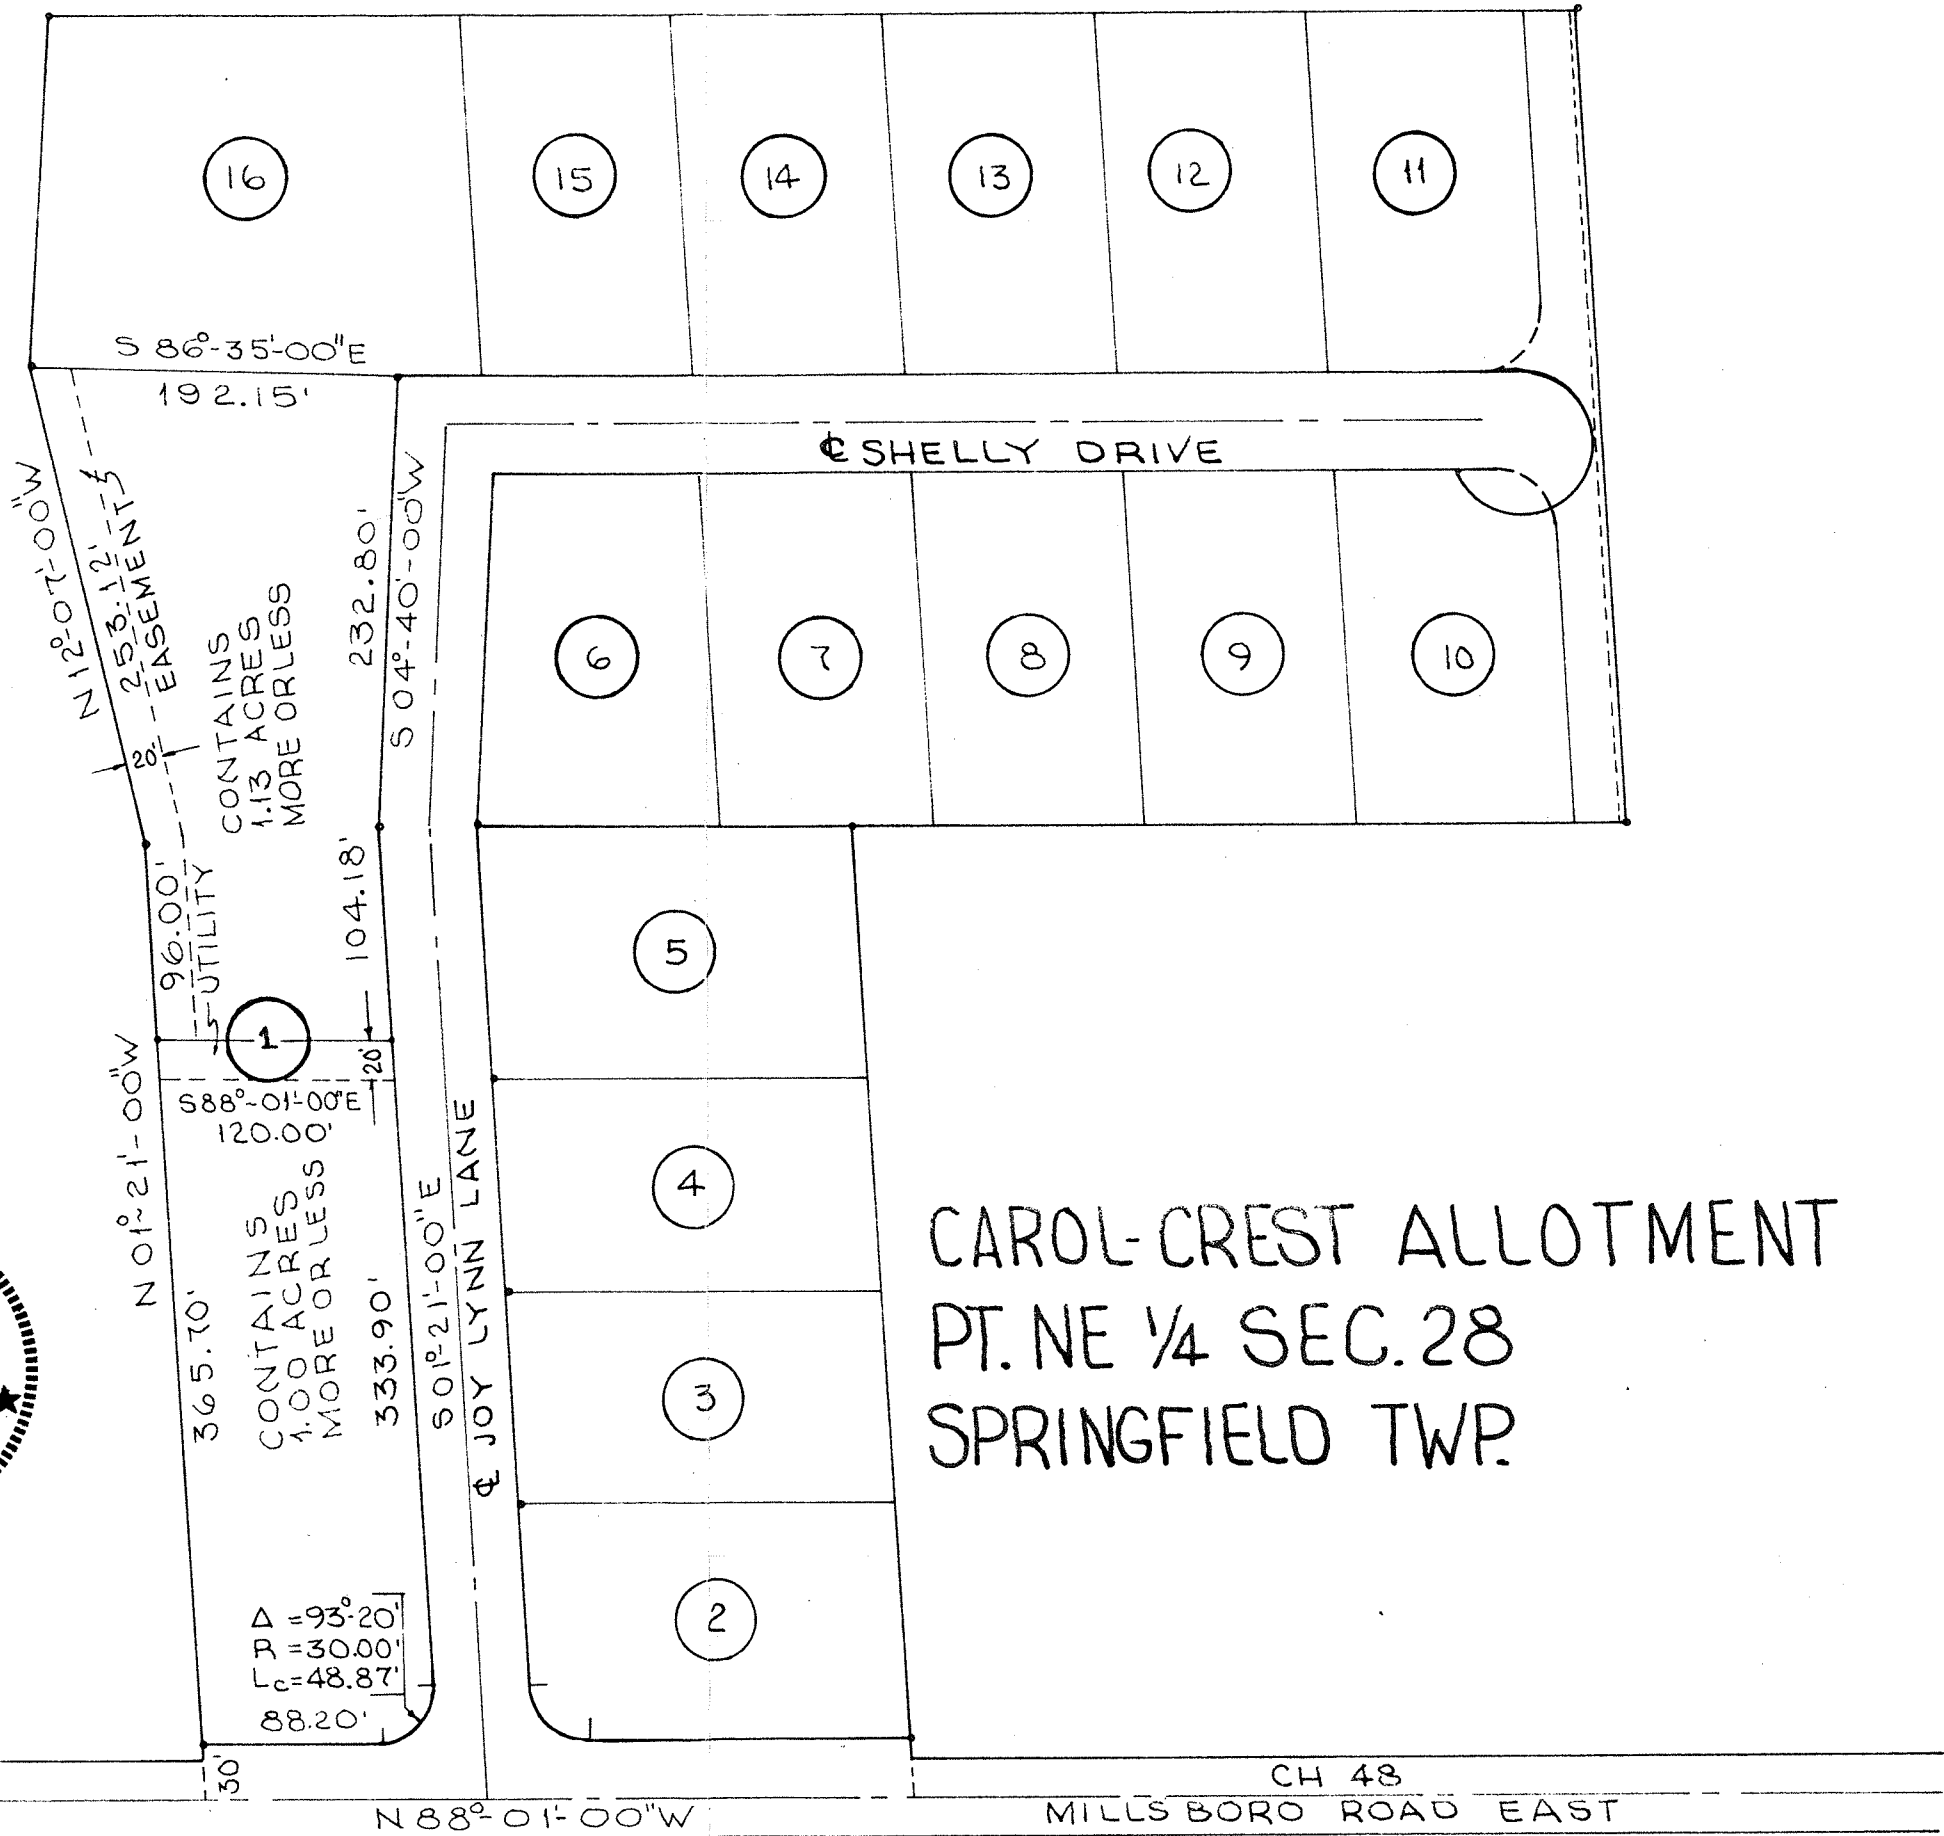 16
15
14
13
12
11
S 86°-35'-00"E
192.15'
℄ SHELLY DRIVE
N 12°-07'-00"W
253.12'
EASEMENT
20'
CONTAINS
1.13 ACRES
MORE OR LESS
232.80'
S 04°-40'-00"W
6
7
8
9
10
96.00'
UTILITY
104.18'
5
1
20'
S88°-01'-00"E
120.00'
N 01°-21'-00"W
365.70'
CONTAINS
1.00 ACRES
MORE OR LESS
333.90'
S 01°-21'-00"E
℄ JOY LYNN LANE
4
3
2
CAROL-CREST ALLOTMENT
PT. NE 1/4 SEC. 28
SPRINGFIELD TWP.
Δ = 93°-20'
R = 30.00'
Lc = 48.87'
88.20'
30'
CH 48
N 88°-01'-00"W
MILLSBORO ROAD EAST